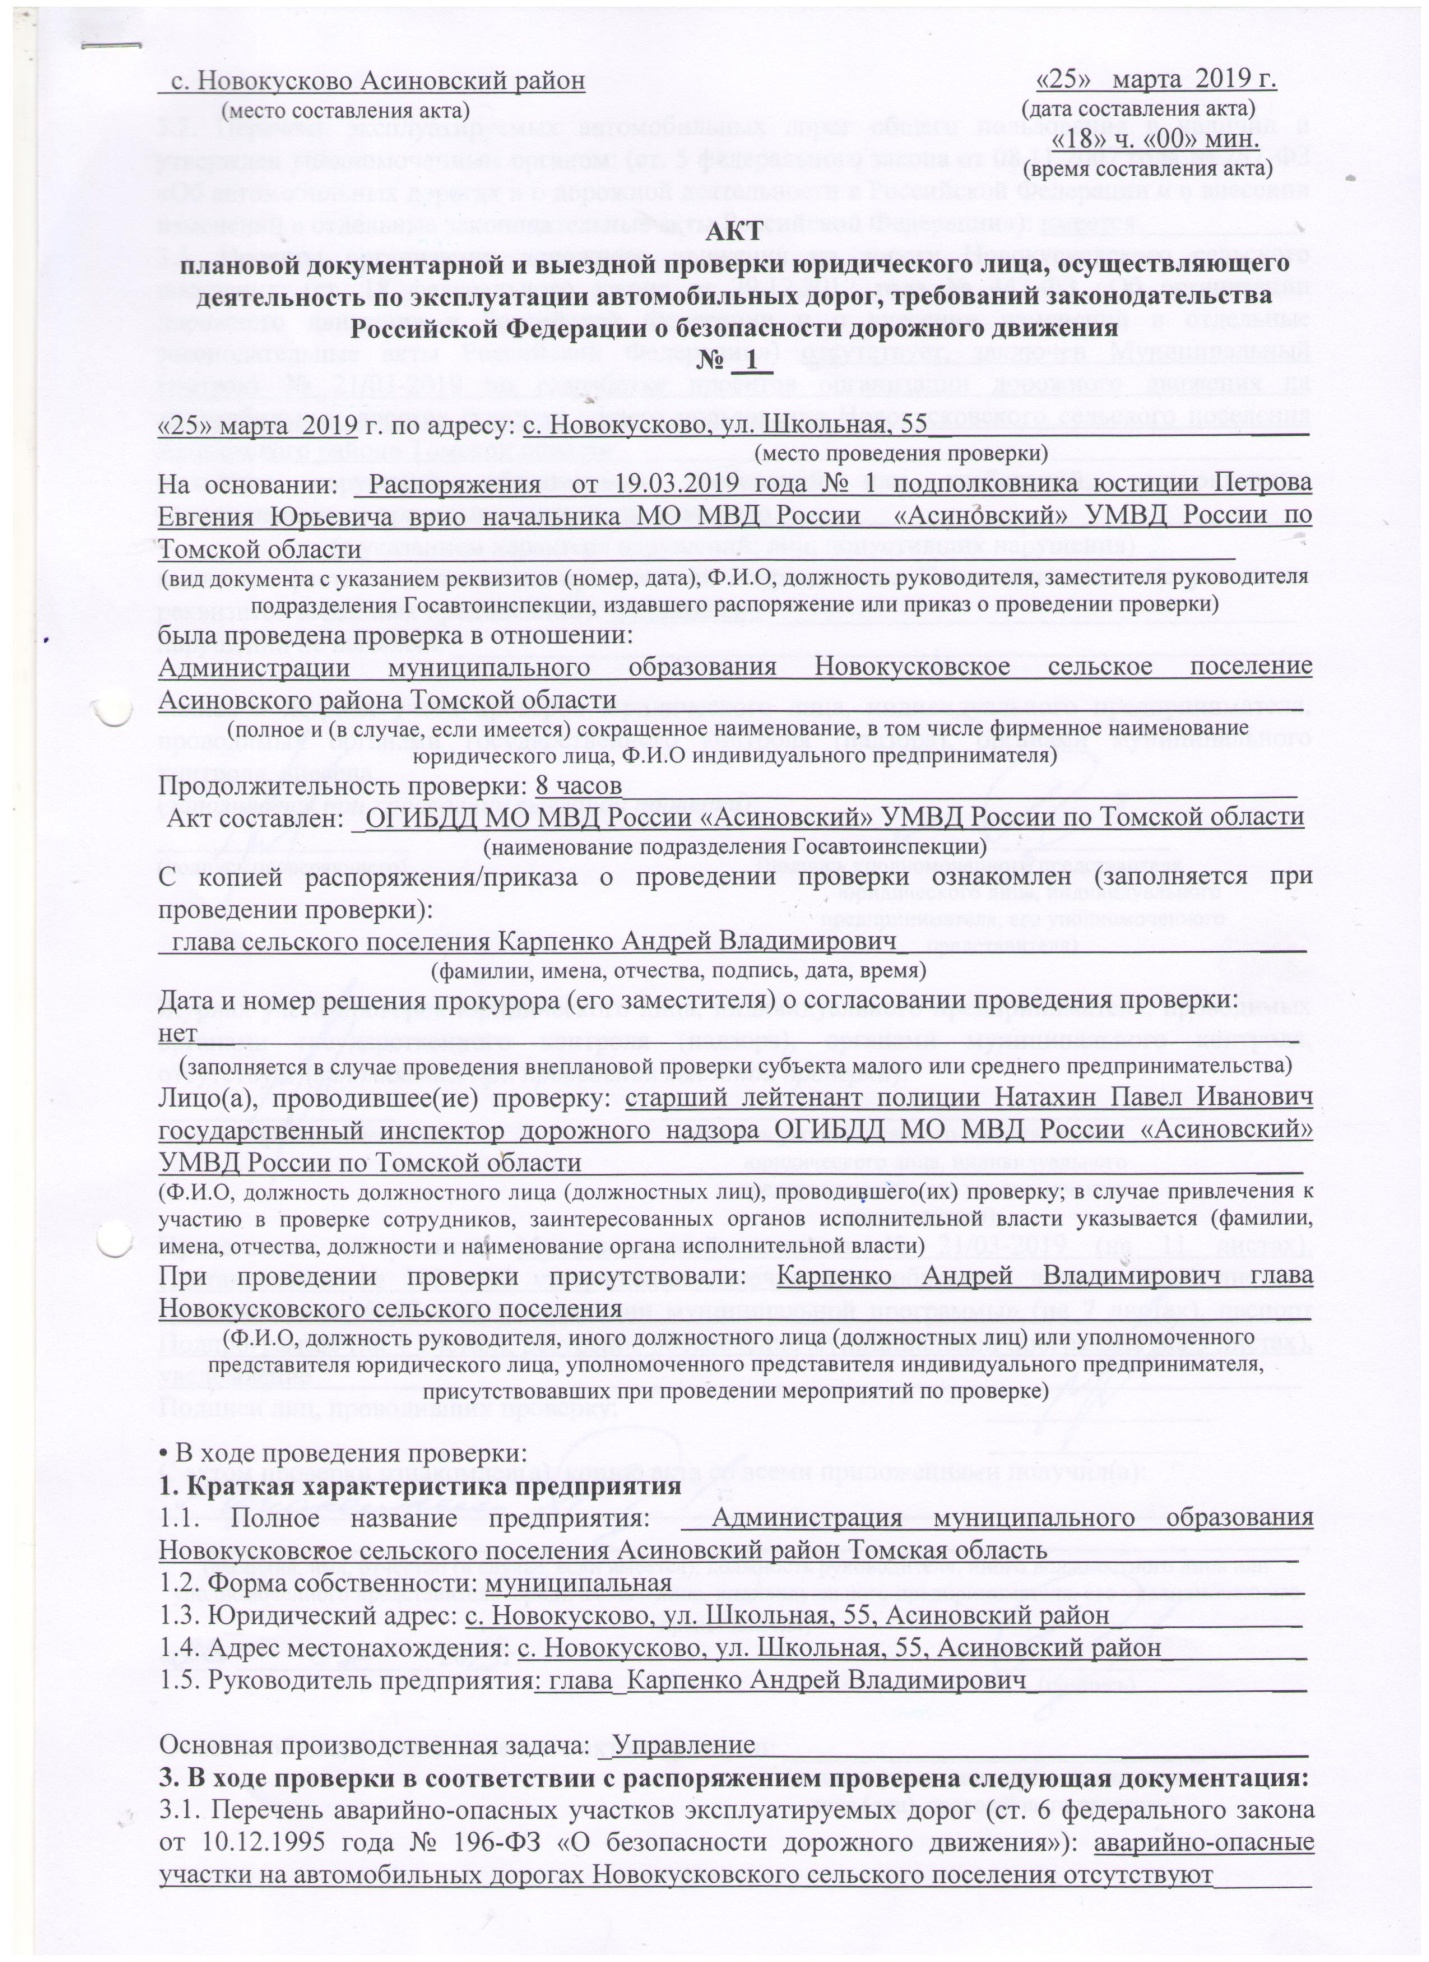 с. Новокусково Асиновский район «25» марта 2019 г.
(место составления акта) (дата составления акта)
«18» ч. «00» мин.
(время составления акта)
АКТ
плановой документарной и выездной проверки юридического лица, осуществляющего
деятельность по эксплуатации автомобильных дорог, требований законодательства
Российской Федерации о безопасности дорожного движения
№ 1
«25» марта 2019 г. по адресу: с. Новокусково, ул. Школьная, 55
(место проведения проверки)
На основании: Распоряжения от 19.03.2019 года № 1 подполковника юстиции Петрова
Евгения Юрьевича врио начальника МО МВД России «Асиновский» УМВД России по
Томской области
(вид документа с указанием реквизитов (номер, дата), Ф.И.О, должность руководителя, заместителя руководителя
подразделения Госавтоинспекции, издавшего распоряжение или приказ о проведении проверки)
была проведена проверка в отношении:
Администрации муниципального образования Новокусковское сельское поселение
Асиновского района Томской области
(полное и (в случае, если имеется) сокращенное наименование, в том числе фирменное наименование
юридического лица, Ф.И.О индивидуального предпринимателя)
Продолжительность проверки: 8 часов
Акт составлен: ОГИБДД МО МВД России «Асиновский» УМВД России по Томской области
(наименование подразделения Госавтоинспекции)
С копией распоряжения/приказа о проведении проверки ознакомлен (заполняется при
проведении проверки):
глава сельского поселения Карпенко Андрей Владимирович
(фамилии, имена, отчества, подпись, дата, время)
Дата и номер решения прокурора (его заместителя) о согласовании проведения проверки:
нет
(заполняется в случае проведения внеплановой проверки субъекта малого или среднего предпринимательства)
Лицо(а), проводившее(ие) проверку: старший лейтенант полиции Натахин Павел Иванович
государственный инспектор дорожного надзора ОГИБДД МО МВД России «Асиновский»
УМВД России по Томской области
(Ф.И.О, должность должностного лица (должностных лиц), проводившего(их) проверку; в случае привлечения к
участию в проверке сотрудников, заинтересованных органов исполнительной власти указывается (фамилии,
имена, отчества, должности и наименование органа исполнительной власти)
При проведении проверки присутствовали: Карпенко Андрей Владимирович глава
Новокусковского сельского поселения
(Ф.И.О, должность руководителя, иного должностного лица (должностных лиц) или уполномоченного
представителя юридического лица, уполномоченного представителя индивидуального предпринимателя,
присутствовавших при проведении мероприятий по проверке)
• В ходе проведения проверки:
1. Краткая характеристика предприятия
1.1. Полное название предприятия: Администрация муниципального образования
Новокусковское сельского поселения Асиновский район Томская область
1.2. Форма собственности: муниципальная
1.3. Юридический адрес: с. Новокусково, ул. Школьная, 55, Асиновский район
1.4. Адрес местонахождения: с. Новокусково, ул. Школьная, 55, Асиновский район
1.5. Руководитель предприятия: глава Карпенко Андрей Владимирович
Основная производственная задача: Управление
3. В ходе проверки в соответствии с распоряжением проверена следующая документация:
3.1. Перечень аварийно-опасных участков эксплуатируемых дорог (ст. 6 федерального закона
от 10.12.1995 года № 196-ФЗ «О безопасности дорожного движения»): аварийно-опасные
участки на автомобильных дорогах Новокусковского сельского поселения отсутствуют